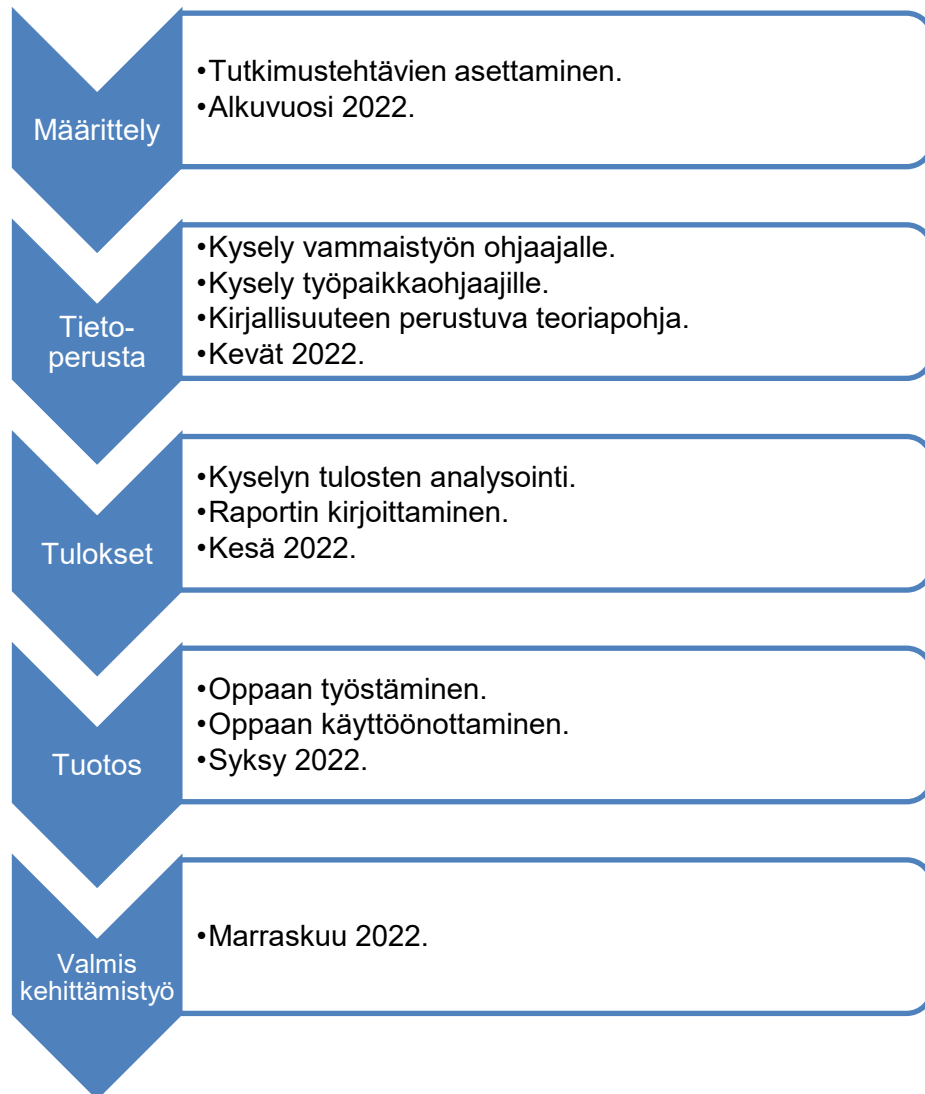 Määrittely
•Tutkimustehtävien asettaminen.
•Alkuvuosi 2022.
Tieto-
perusta
•Kysely vammaistyön ohjaajalle.
•Kysely työpaikkaohjaajille.
•Kirjallisuuteen perustuva teoriapohja.
•Kevät 2022.
Tulokset
•Kyselyn tulosten analysointi.
•Raportin kirjoittaminen.
•Kesä 2022.
Tuotos
•Oppaan työstäminen.
•Oppaan käyttöönottaminen.
•Syksy 2022.
Valmis
kehittämistyö
•Marraskuu 2022.